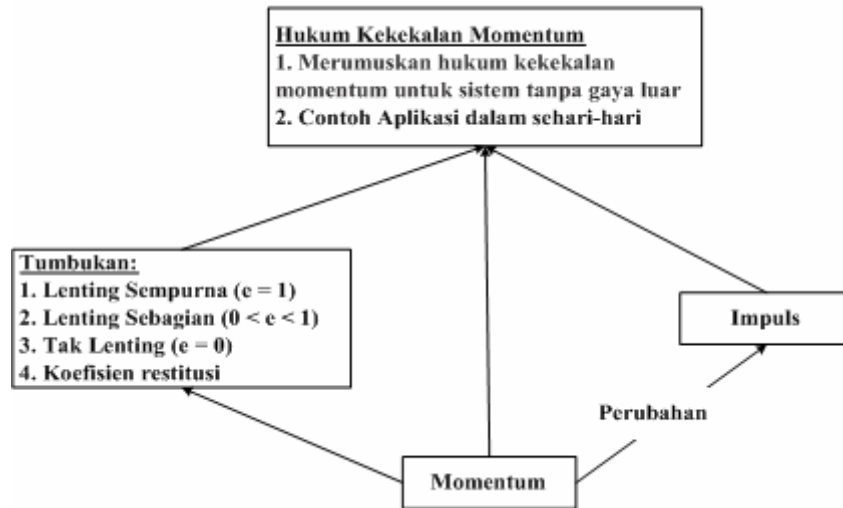 Hukum Kekekalan Momentum
1. Merumuskan hukum kekekalan
momentum untuk sistem tanpa gaya luar
2. Contoh Aplikasi dalam sehari-hari
Tumbukan:
1. Lenting Sempurna (e = 1)
2. Lenting Sebagian (0 < e < 1)
3. Tak Lenting (e = 0)
4. Koefisien restitusi
Impuls
Perubahan
Momentum